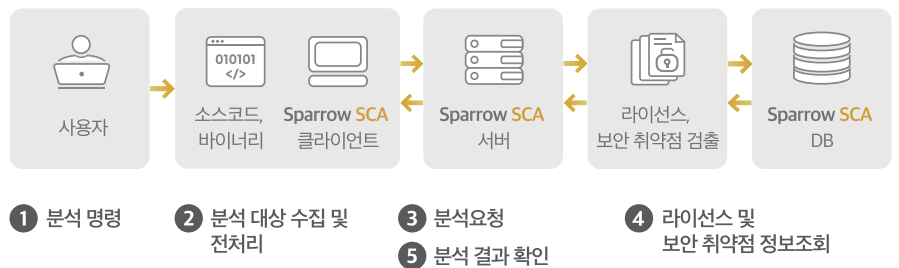 사용자
010101
</>
소스코드,
바이너리
Sparrow SCA
클라이언트
Sparrow SCA
서버
라이선스,
보안 취약점 검출
Sparrow SCA
DB
1 분석 명령
2 분석 대상 수집 및
전처리
3 분석요청
5 분석 결과 확인
4 라이선스 및
보안 취약점 정보조회